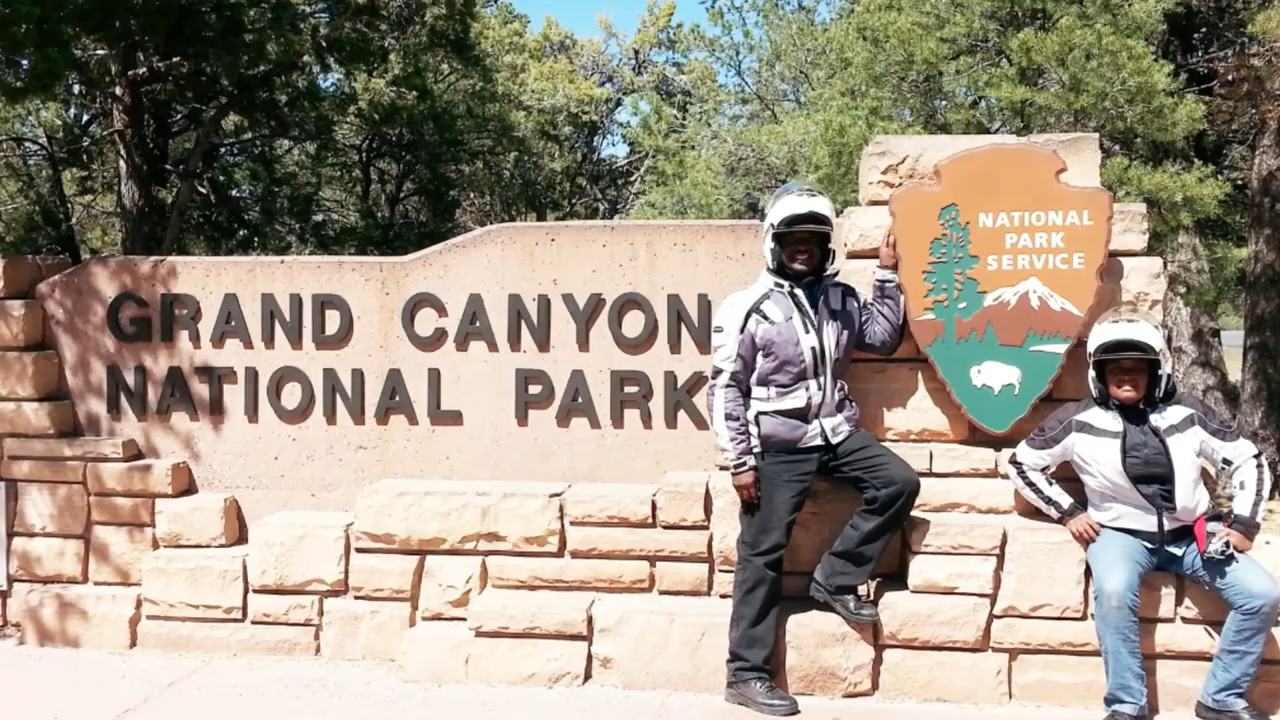 GRAND CANYON
NATIONAL PARK
NATIONAL
PARK
SERVICE